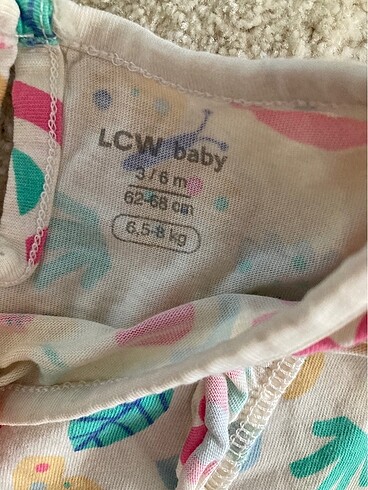 LCW baby
3 / 6 m
62-68 cm
6,5-8 kg